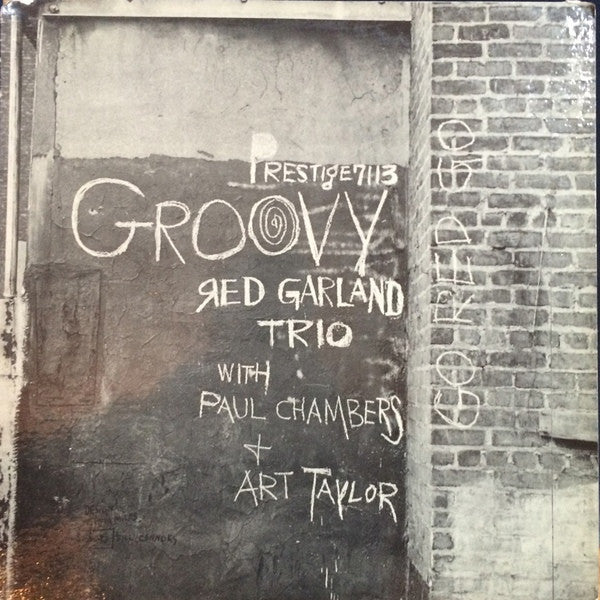 PRESTIGE 7113
GROOVY
RED GARLAND
TRIO
WITH
PAUL CHAMBERS
+
ART TAYLOR
GO RED GO